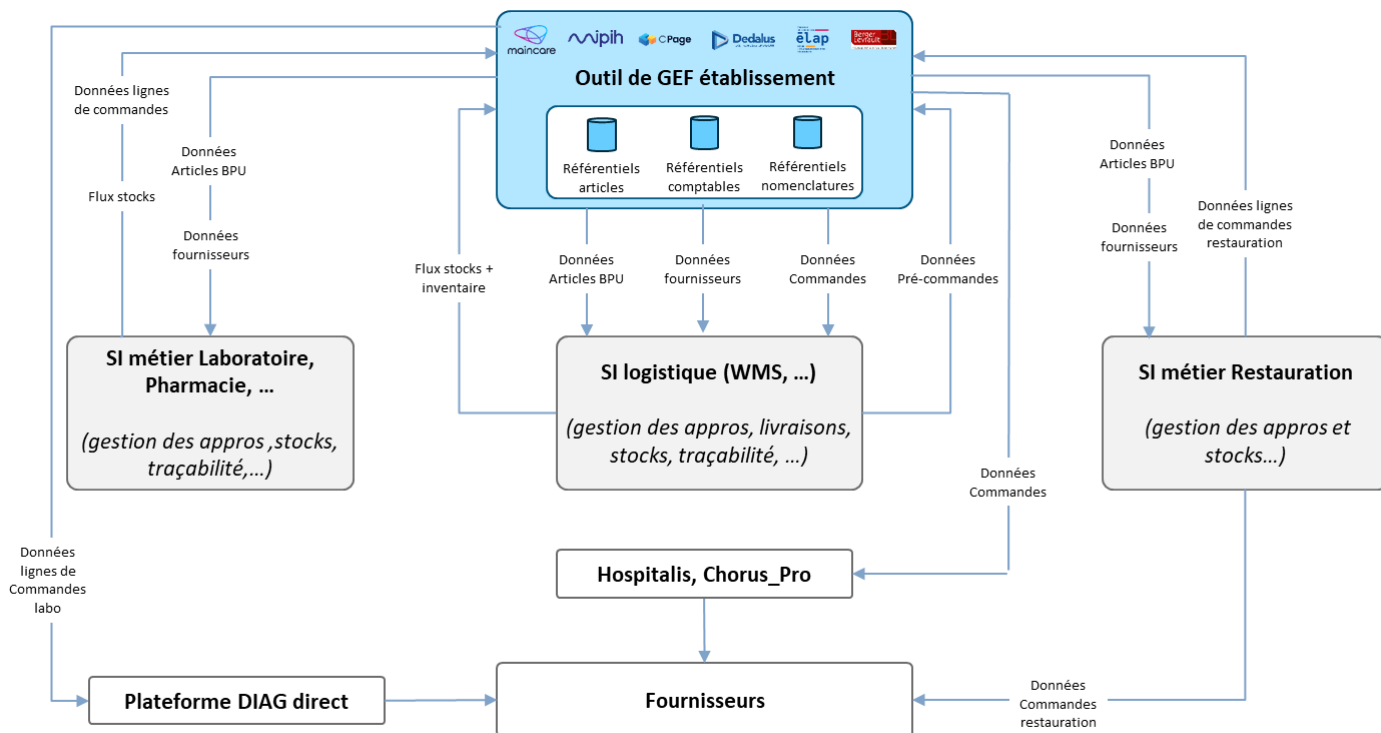 maincare
mipih
CPage
Dedalus
ëlap
Berger
Levrault
Outil de GEF établissement
Référentiels
articles
Référentiels
comptables
Référentiels
nomenclatures
Données lignes
de commandes
Flux stocks
Données
Articles BPU
Données
fournisseurs
Flux stocks +
inventaire
Données
Articles BPU
Données
fournisseurs
Données
Commandes
Données
Pré-commandes
Données
Articles BPU
Données
fournisseurs
Données lignes
de commandes
restauration
SI métier Laboratoire,
Pharmacie, …
(gestion des appros ,stocks,
traçabilité,…)
SI logistique (WMS, …)
(gestion des appros, livraisons,
stocks, traçabilité, …)
SI métier Restauration
(gestion des appros et
stocks…)
Données
Commandes
Données
lignes de
Commandes
labo
Hospitalis, Chorus_Pro
Plateforme DIAG direct
Fournisseurs
Données
Commandes
restauration